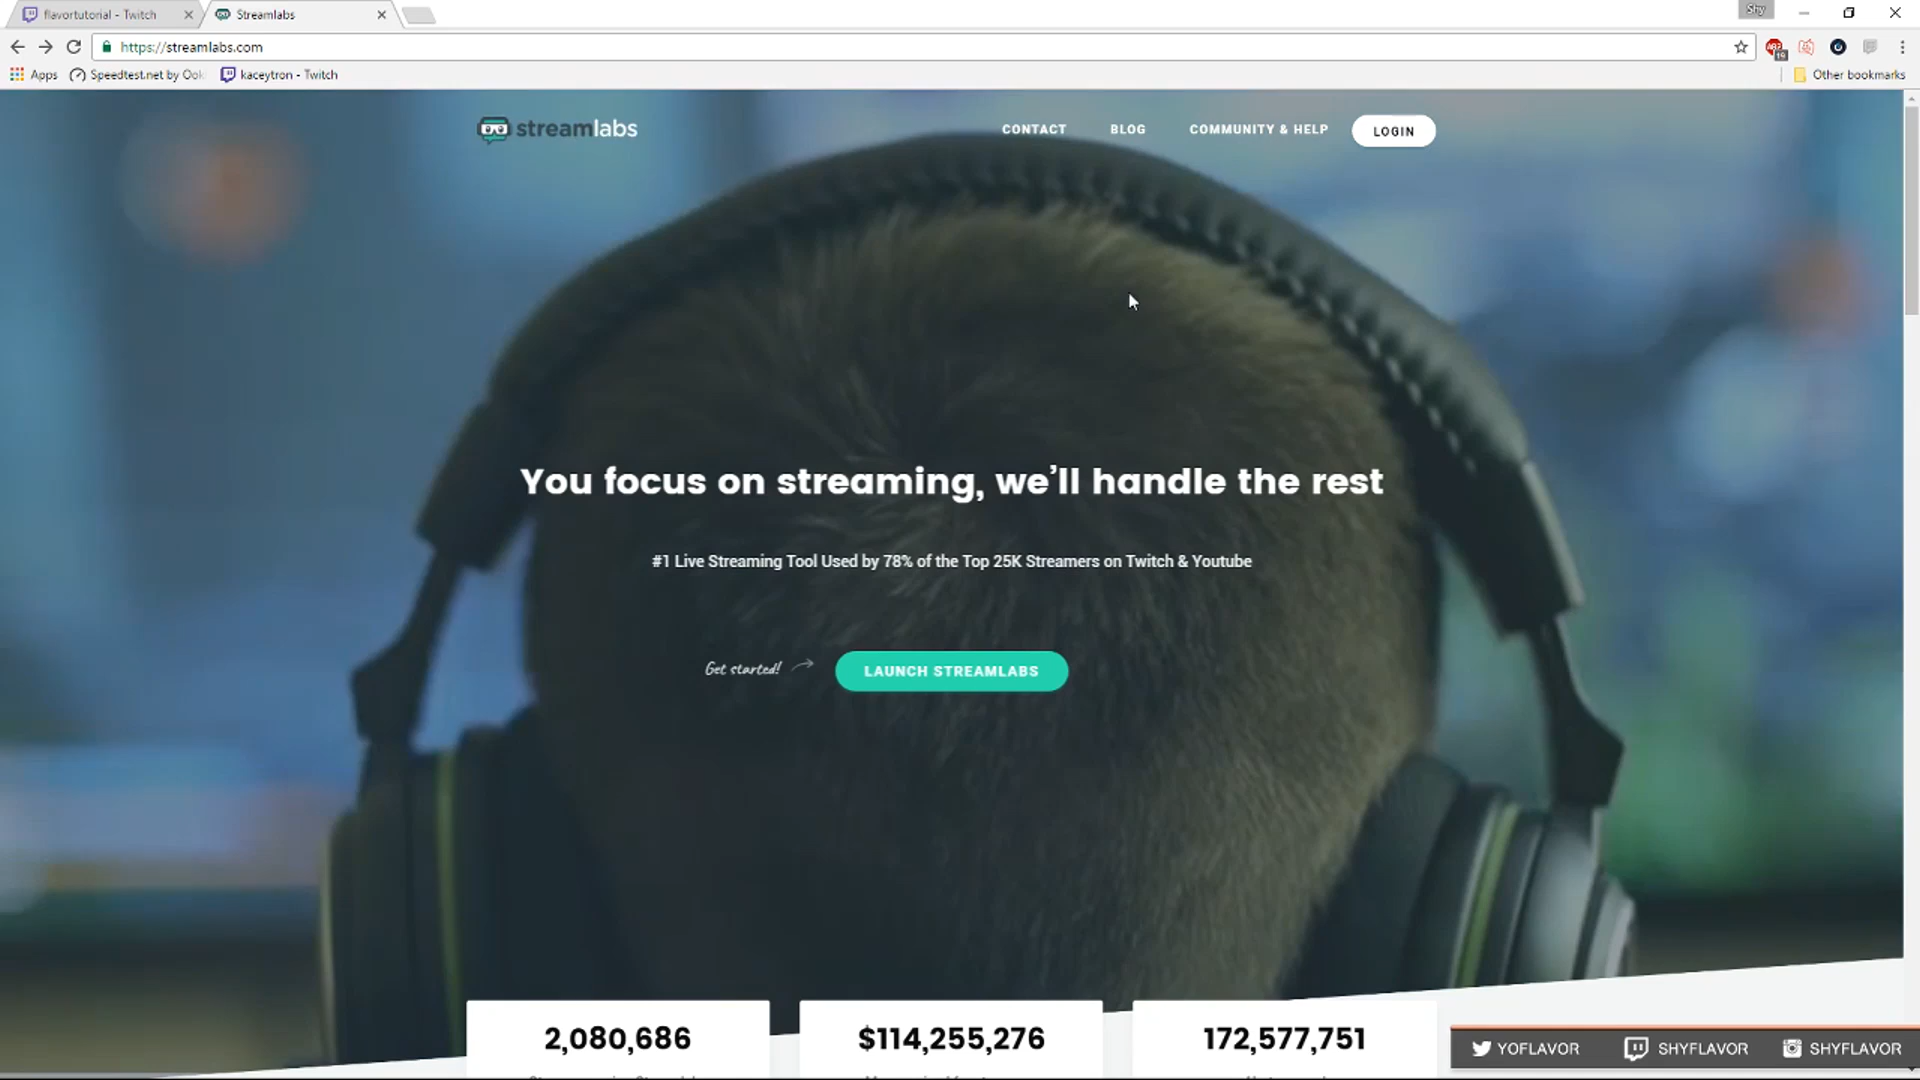 flavortutorial - Twitch
Streamlabs
Shy
https://streamlabs.com
19
Apps
Speedtest.net by Ook
kaceytron - Twitch
Other bookmarks
streamlabs
CONTACT
BLOG
COMMUNITY & HELP
LOGIN
You focus on streaming, we'll handle the rest
#1 Live Streaming Tool Used by 78% of the Top 25K Streamers on Twitch & Youtube
Get started!
LAUNCH STREAMLABS
2,080,686
$114,255,276
172,577,751
YOFLAVOR
SHYFLAVOR
SHYFLAVOR